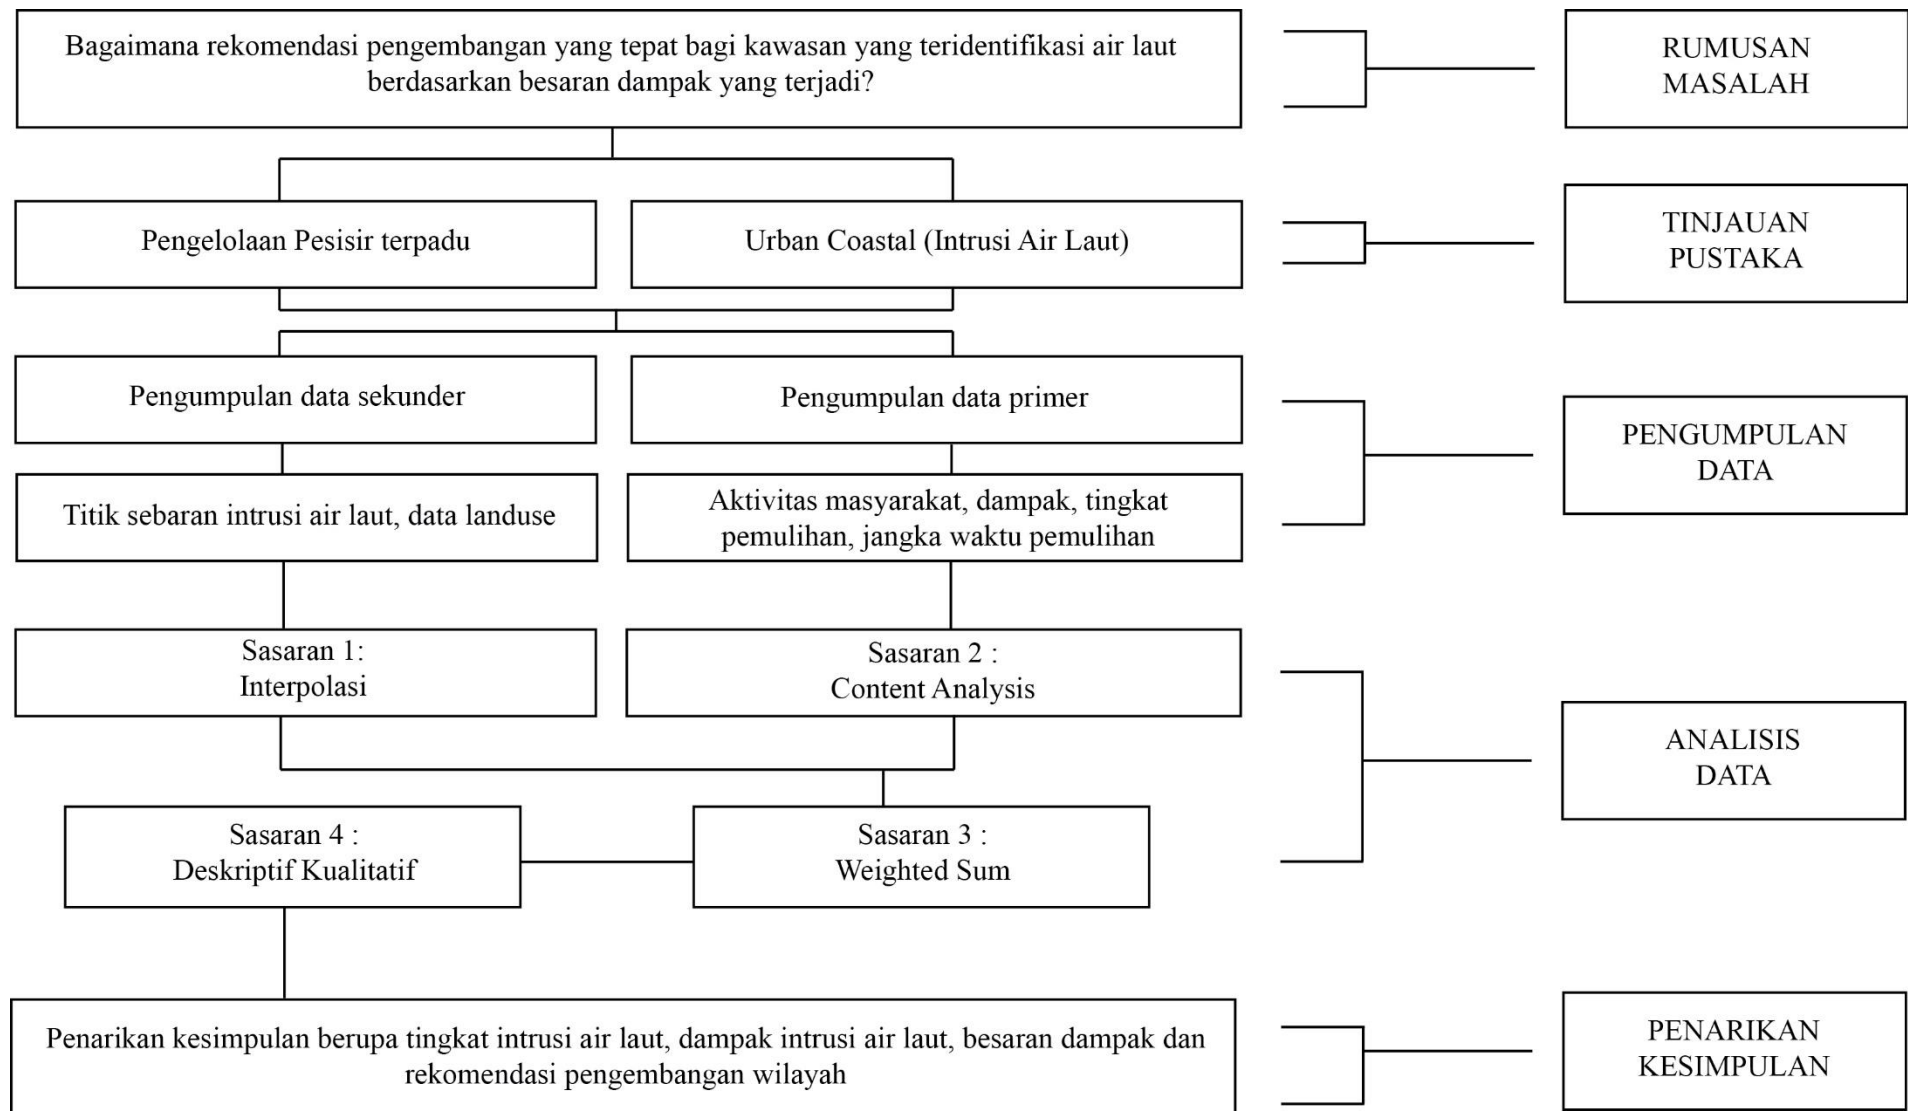 Bagaimana rekomendasi pengembangan yang tepat bagi kawasan yang teridentifikasi air laut
berdasarkan besaran dampak yang terjadi?
RUMUSAN
MASALAH
Pengelolaan Pesisir terpadu
Urban Coastal (Intrusi Air Laut)
TINJAUAN
PUSTAKA
Pengumpulan data sekunder
Pengumpulan data primer
PENGUMPULAN
DATA
Titik sebaran intrusi air laut, data landuse
Aktivitas masyarakat, dampak, tingkat
pemulihan, jangka waktu pemulihan
Sasaran 1:
Interpolasi
Sasaran 2 :
Content Analysis
ANALISIS
DATA
Sasaran 4 :
Deskriptif Kualitatif
Sasaran 3 :
Weighted Sum
Penarikan kesimpulan berupa tingkat intrusi air laut, dampak intrusi air laut, besaran dampak dan
rekomendasi pengembangan wilayah
PENARIKAN
KESIMPULAN